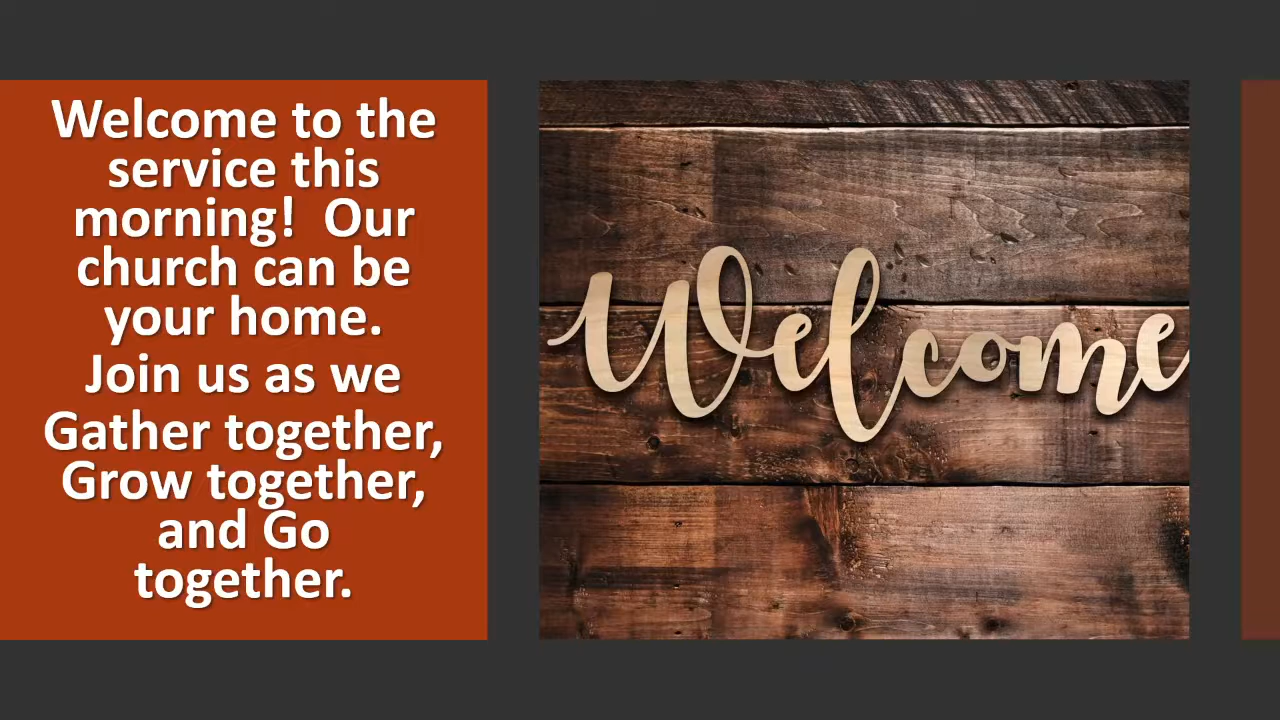 Welcome to the
service this
morning!  Our
church can be
your home.
Join us as we
Gather together,
Grow together,
and Go
together.
Welcome